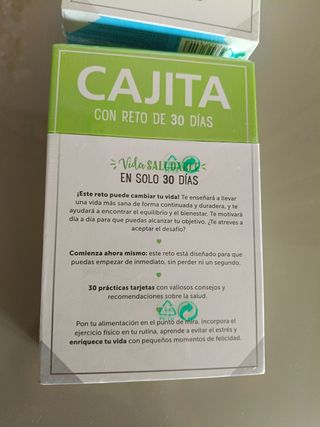 CAJITA
CON RETO DE 30 DÍAS
Vida SALUDABLE
EN SOLO 30 DÍAS
¡Este reto puede cambiar tu vida! Te enseñará a llevar
una vida más sana de forma continuada y duradera, y te
ayudará a encontrar el equilibrio y el bienestar. Te motivará
día a día para que puedas alcanzar tu objetivo. ¿Te atreves a
aceptar el desafío?
Comienza ahora mismo: este reto está diseñado para que
puedas empezar de inmediato, sin perder ni un segundo.
30 prácticas tarjetas con valiosos consejos y
recomendaciones sobre la salud.
Pon tu alimentación en el punto de mira, incorpora el
ejercicio físico en tu rutina, aprende a evitar el estrés y
enriquece tu vida con pequeños momentos de felicidad.